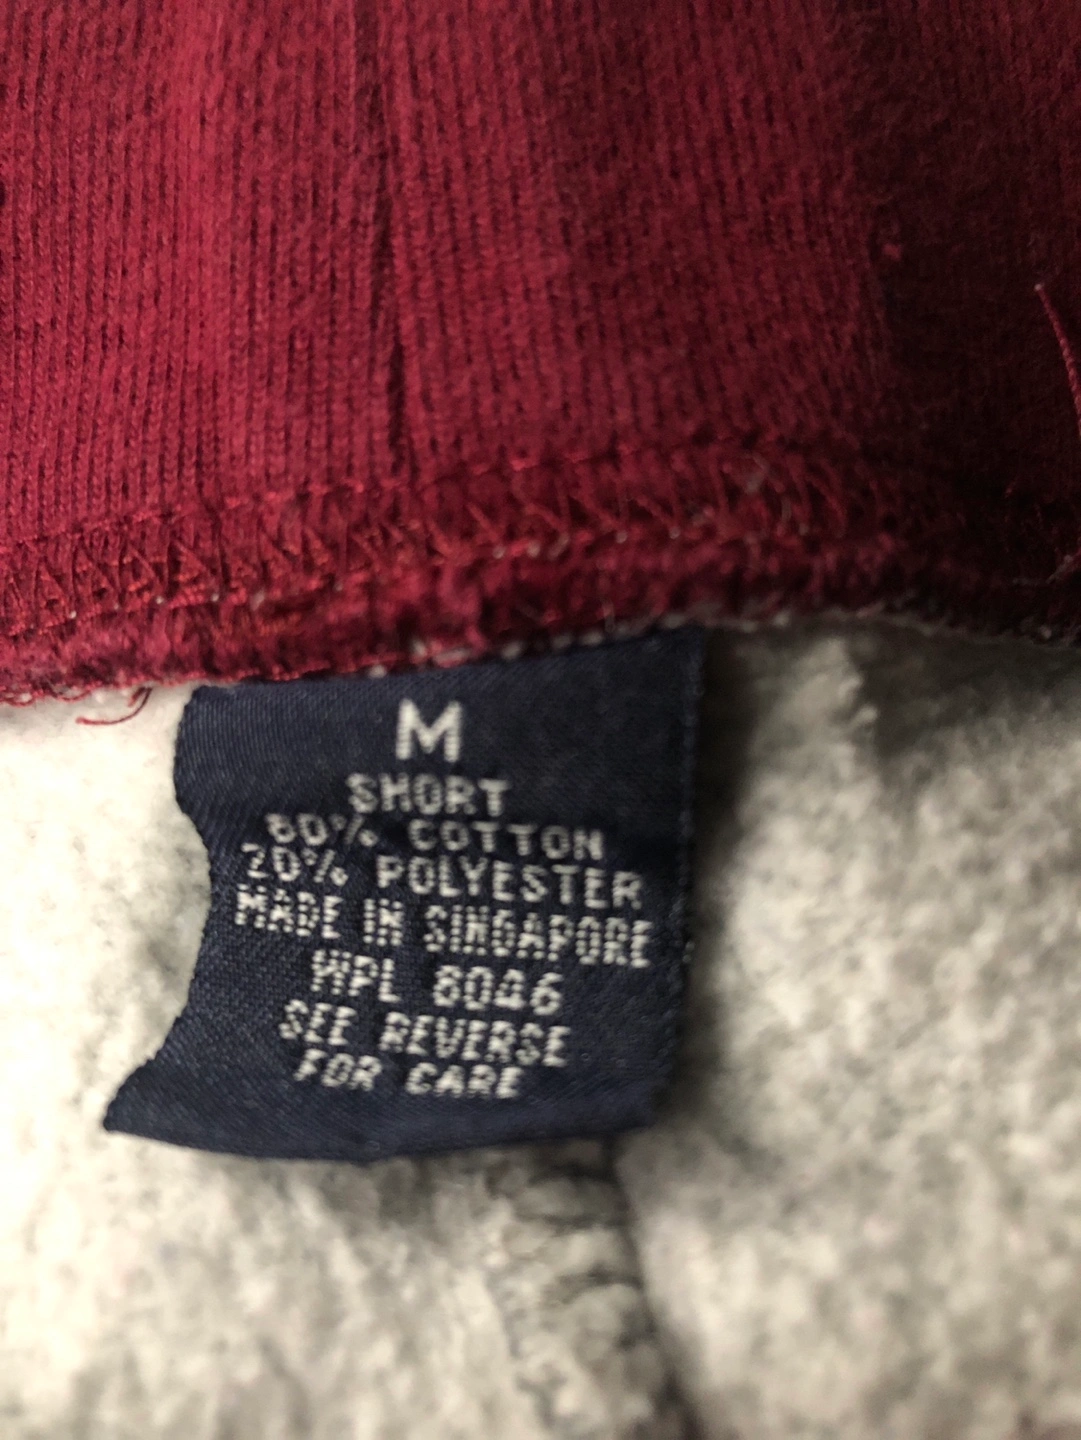 M
SHORT
80% COTTON
20% POLYESTER
MADE IN SINGAPORE
WPL 8046
SEE REVERSE
FOR CARE